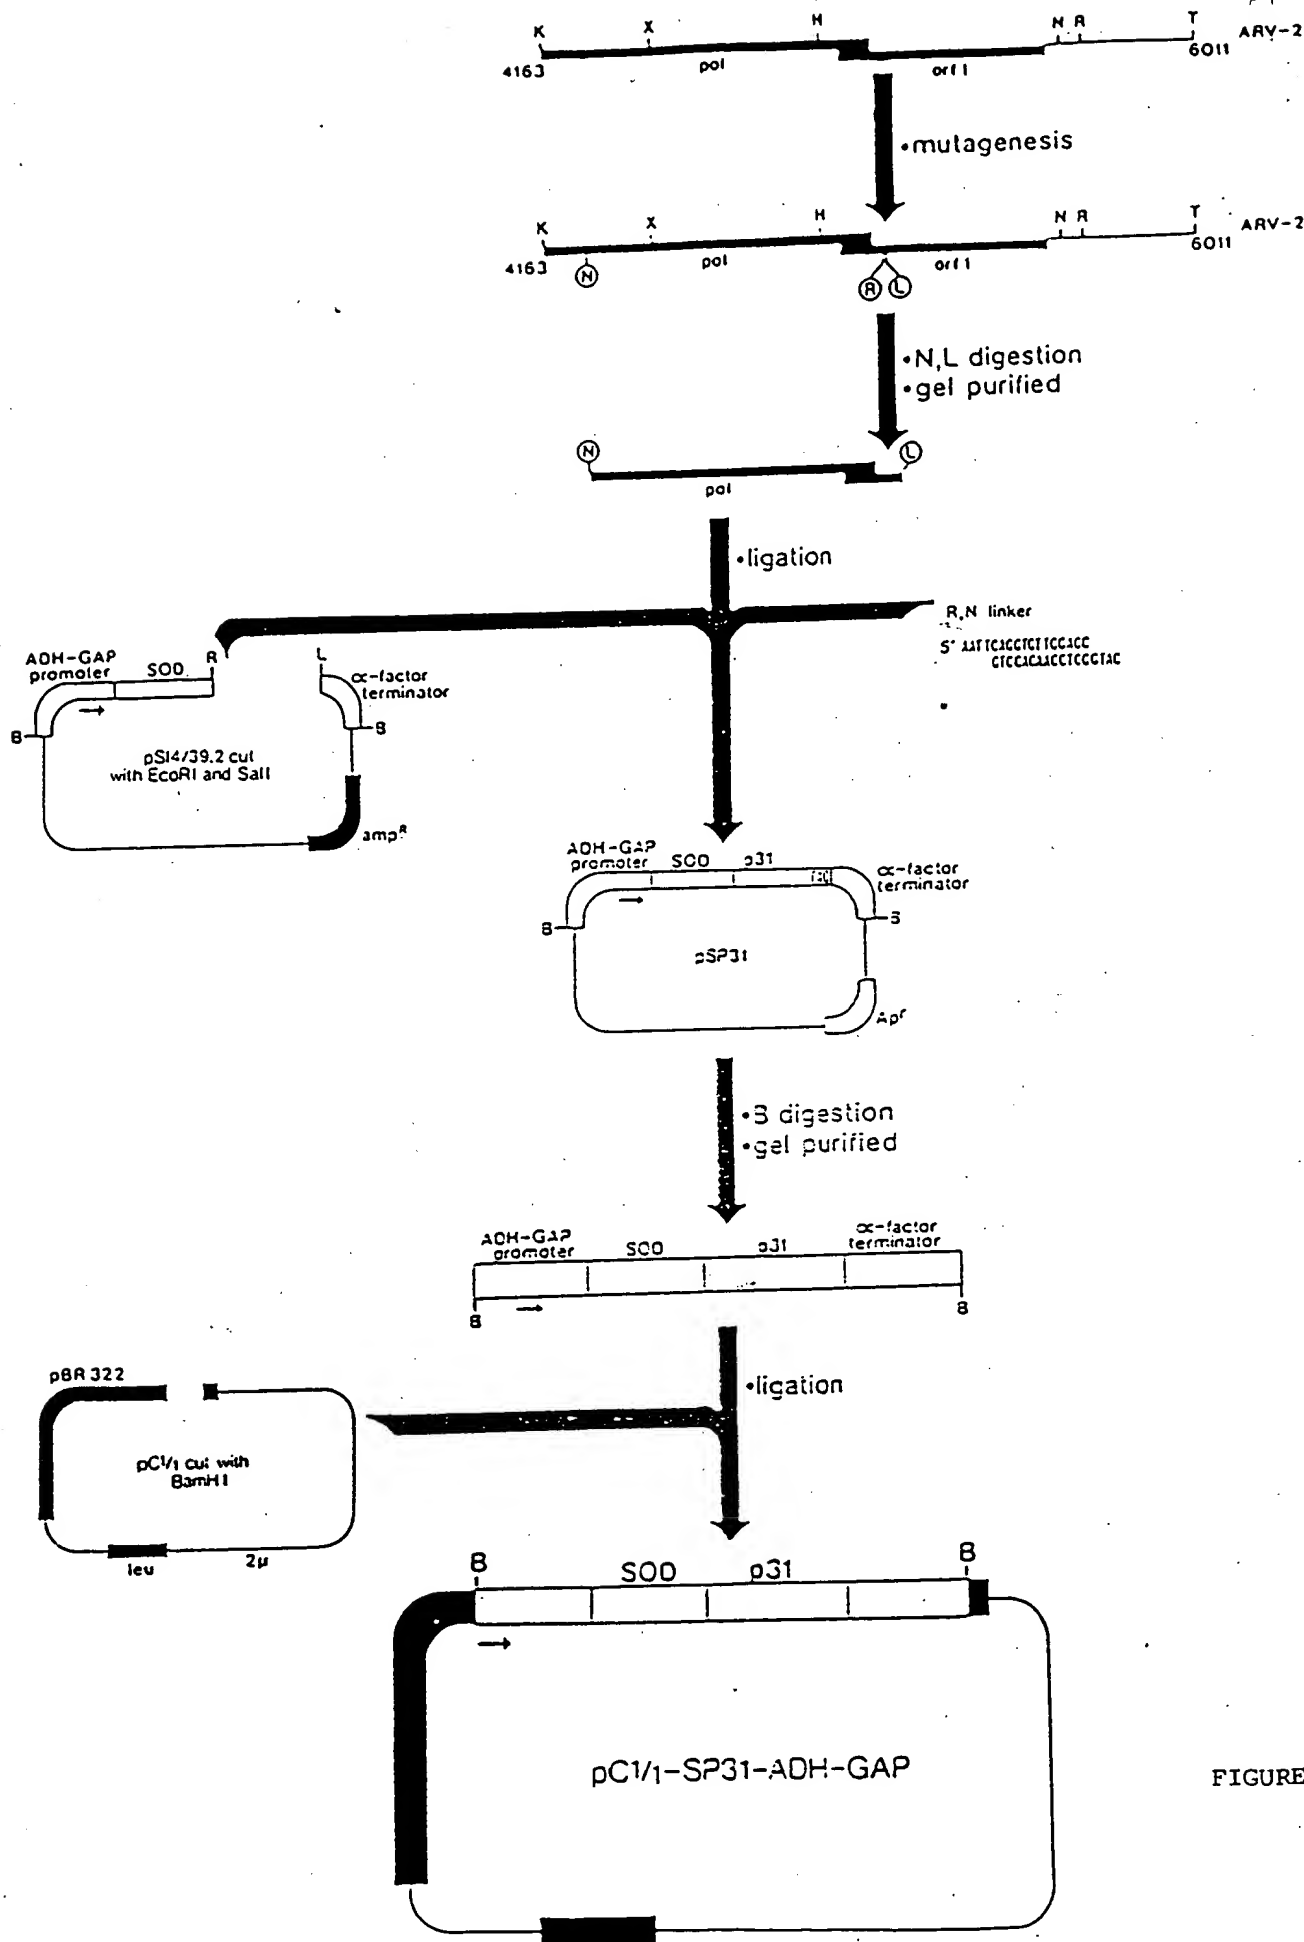 K X H N R T ARV-2
4163 pol orf 1 6011
•mutagenesis
K X H N R T ARV-2
4163 N pol R L orf 1 6011
•N,L digestion
•gel purified
N L
pol
•ligation
R,N linker
ADH-GAP
promoter SOD R L
α-factor
terminator
B B
pSI4/39.2 cut
with EcoRI and SalI
ampR
ADH-GAP
promoter SOD p31
α-factor
terminator
B B
pSP31
Apr
•B digestion
•gel purified
ADH-GAP
promoter SOD p31 α-factor
terminator
B B
pBR 322
•ligation
pC1/1 cut with
BamHI
leu 2μ
B SOD p31 B
pC1/1-SP31-ADH-GAP
FIGURE